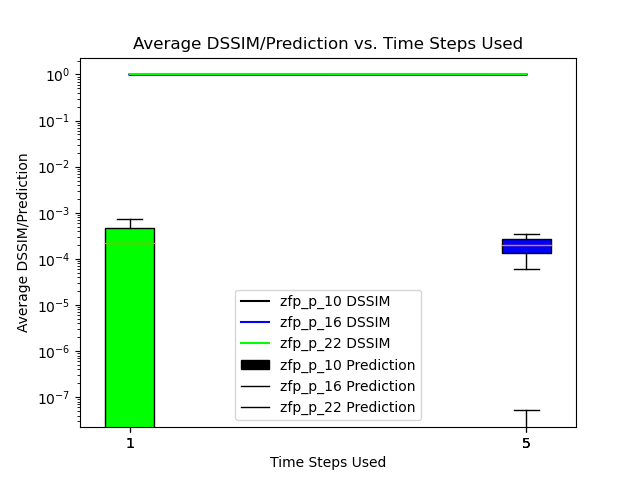 Average DSSIM/Prediction vs. Time Steps Used
Average DSSIM/Prediction
10^0
10^-1
10^-2
10^-3
10^-4
10^-5
10^-6
10^-7
zfp_p_10 DSSIM
zfp_p_16 DSSIM
zfp_p_22 DSSIM
zfp_p_10 Prediction
zfp_p_16 Prediction
zfp_p_22 Prediction
1 5
Time Steps Used